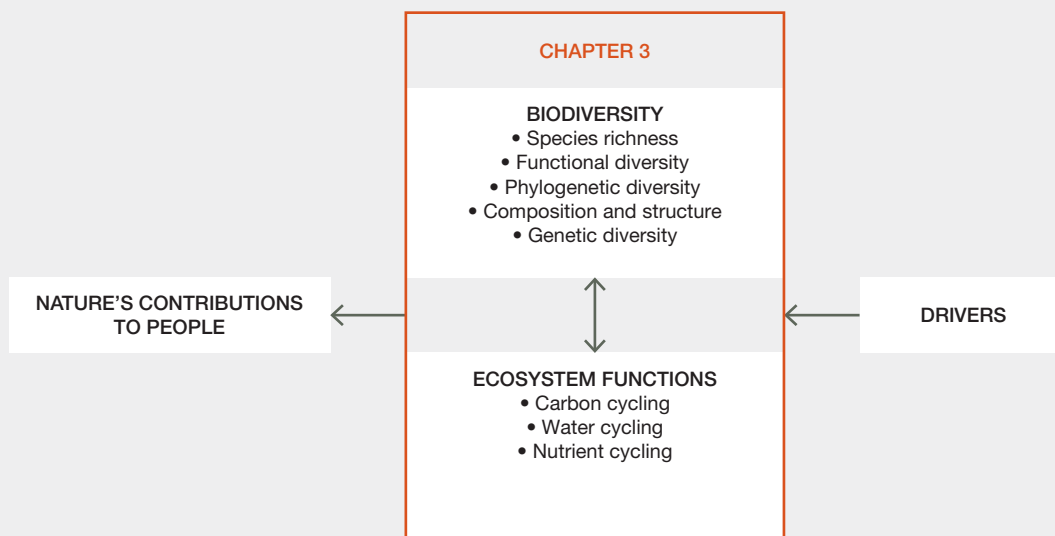 CHAPTER 3
BIODIVERSITY
• Species richness
• Functional diversity
• Phylogenetic diversity
• Composition and structure
• Genetic diversity
NATURE'S CONTRIBUTIONS
TO PEOPLE
DRIVERS
ECOSYSTEM FUNCTIONS
• Carbon cycling
• Water cycling
• Nutrient cycling